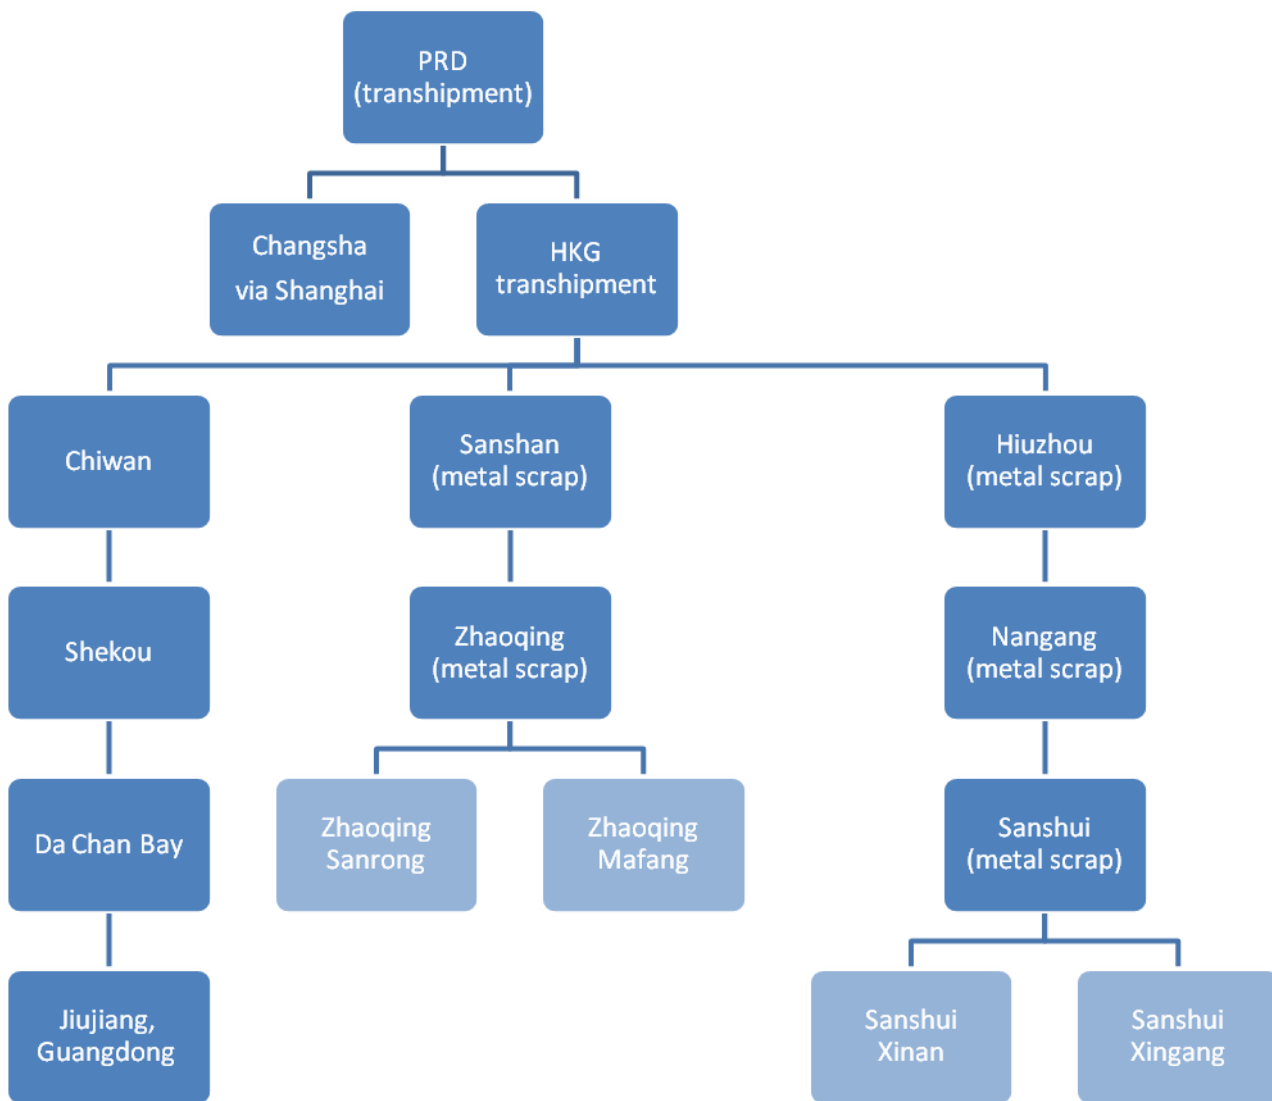 PRD
(transhipment)
Changsha
via Shanghai
HKG
transhipment
Chiwan
Sanshan
(metal scrap)
Hiuzhou
(metal scrap)
Shekou
Zhaoqing
(metal scrap)
Nangang
(metal scrap)
Da Chan Bay
Zhaoqing
Sanrong
Zhaoqing
Mafang
Sanshui
(metal scrap)
Jiujiang,
Guangdong
Sanshui
Xinan
Sanshui
Xingang